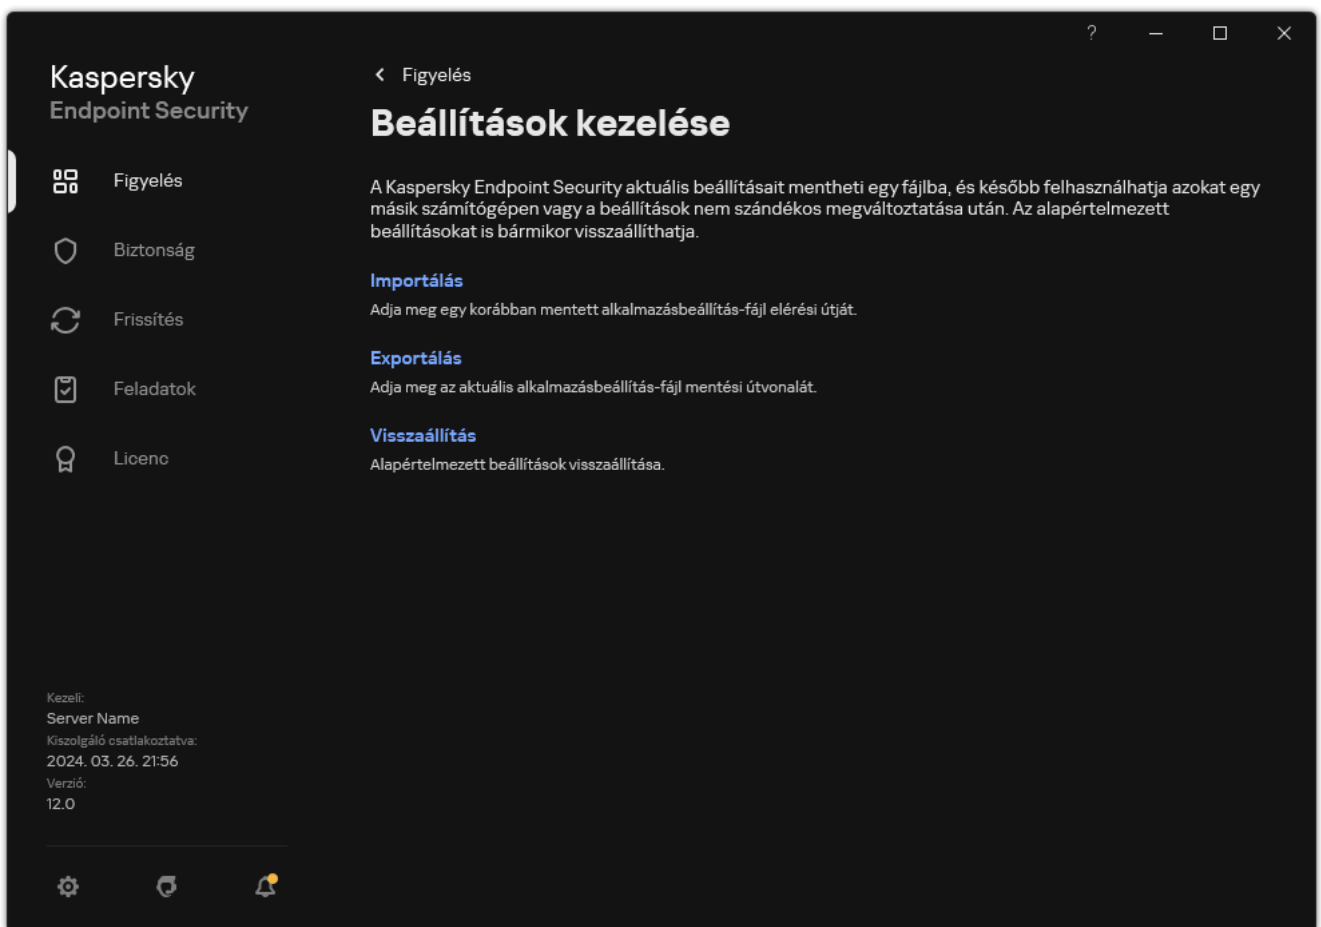 ?
Kaspersky
Endpoint Security
Figyelés
Biztonság
Frissítés
Feladatok
Licenc
Kezeli:
Server Name
Kiszolgáló csatlakoztatva:
2024. 03. 26. 21:56
Verzió:
12.0
Figyelés
Beállítások kezelése
A Kaspersky Endpoint Security aktuális beállításait mentheti egy fájlba, és később felhasználhatja azokat egy
másik számítógépen vagy a beállítások nem szándékos megváltoztatása után. Az alapértelmezett
beállításokat is bármikor visszaállíthatja.
Importálás
Adja meg egy korábban mentett alkalmazásbeállítás-fájl elérési útját.
Exportálás
Adja meg az aktuális alkalmazásbeállítás-fájl mentési útvonalát.
Visszaállítás
Alapértelmezett beállítások visszaállítása.